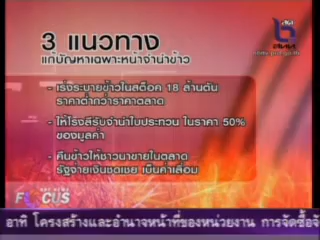 3 แนวทาง
แก้ปัญหาเฉพาะหน้าจำนำข้าว
- เร่งระบายข้าวในสต็อค 18 ล้านตัน
ราคาต่ำกว่าราคาตลาด
- ให้โรงสีรับจำนำใบประทวน ในราคา 50%
ของมูลค่า
- คืนข้าวให้ชาวนาขายในตลาด
รัฐจ่ายเงินชดเชย เป็นค่าเสื่อม
FOCUS
อาทิ โครงสร้างและอำนาจหน้าที่ของหน่วยงาน การจัดซื้อจั